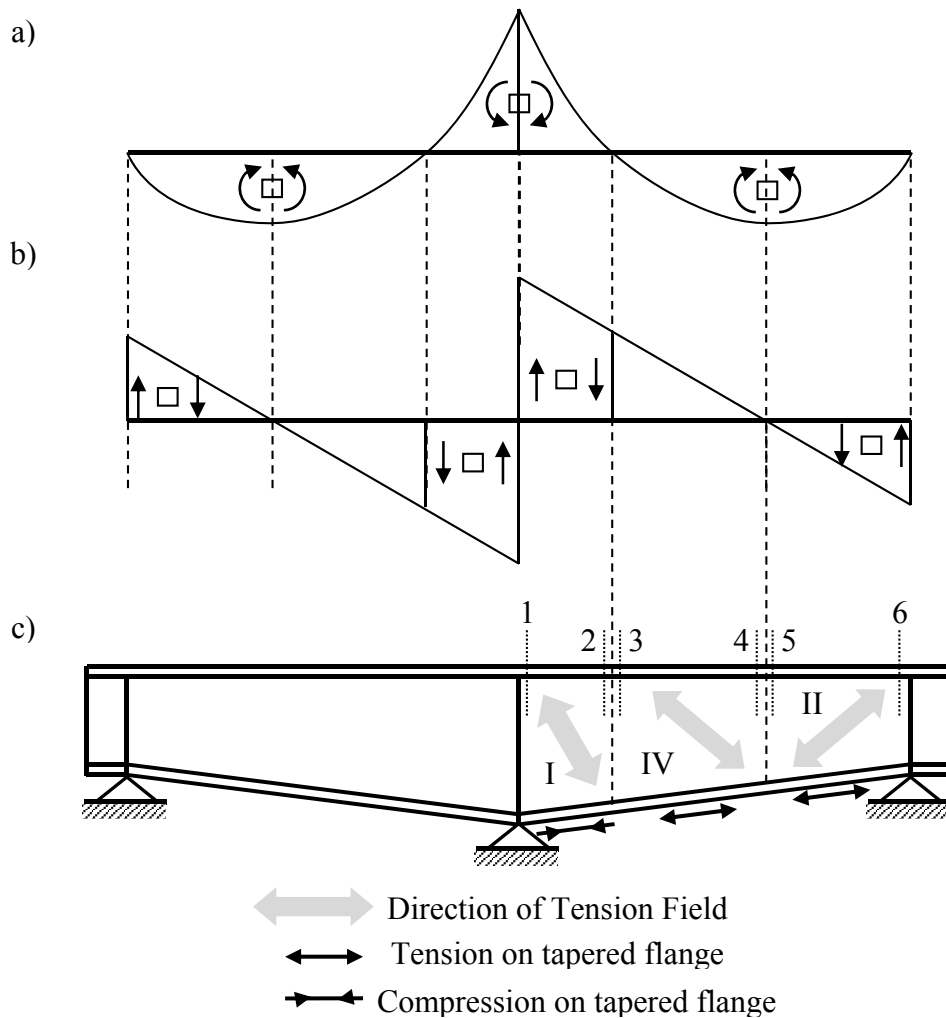 a)
b)
c)
1
2
3
4
5
6
I
IV
II
Direction of Tension Field
Tension on tapered flange
Compression on tapered flange